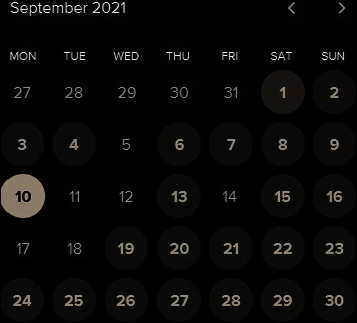 September 2021
MON TUE WED THU FRI SAT SUN
27 28 29 30 31 1 2
3 4 5 6 7 8 9
10 11 12 13 14 15 16
17 18 19 20 21 22 23
24 25 26 27 28 29 30